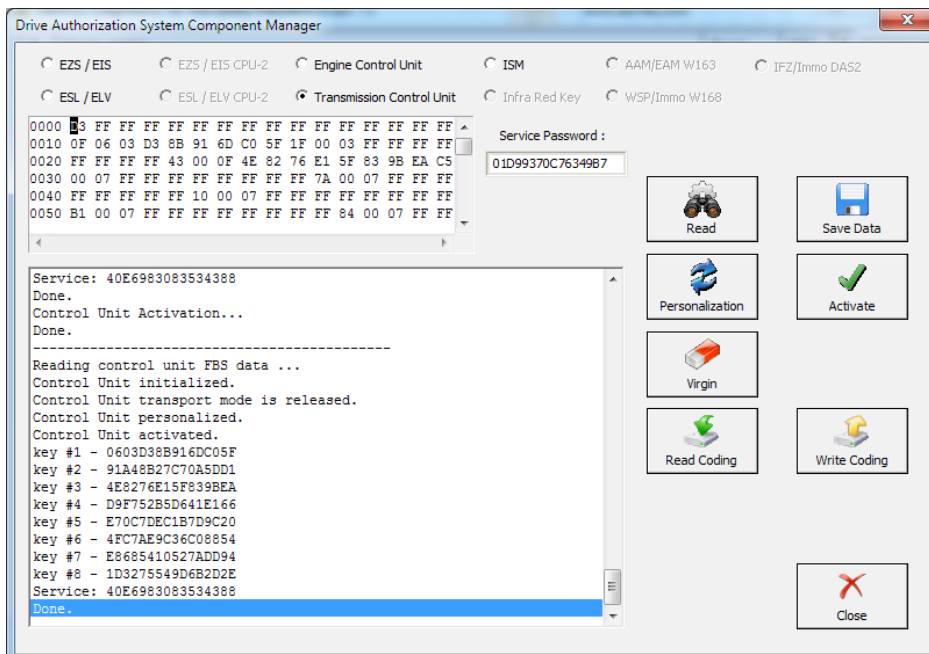 Drive Authorization System Component Manager
EZS / EIS
EZS / EIS CPU-2
Engine Control Unit
ISM
AAM/EAM W163
IFZ/Immo DAS2
ESL / ELV
ESL / ELV CPU-2
Transmission Control Unit
Infra Red Key
WSP/Immo W168
0000 D3 FF FF FF FF FF FF FF FF FF FF FF FF FF FF FF
0010 0F 06 03 D3 8B 91 6D C0 5F 1F 00 03 FF FF FF FF
0020 FF FF FF FF 43 00 0F 4E 82 76 E1 5F 83 9B EA C5
0030 00 07 FF FF FF FF FF FF FF FF 7A 00 07 FF FF FF
0040 FF FF FF FF FF 10 00 07 FF FF FF FF FF FF FF FF
0050 B1 00 07 FF FF FF FF FF FF FF FF 84 00 07 FF FF
Service Password :
01D99370C76349B7
Read
Save Data
Personalization
Activate
Virgin
Read Coding
Write Coding
Close
Service: 40E6983083534388
Done.
Control Unit Activation...
Done.
--------------------------------------------
Reading control unit FBS data ...
Control Unit initialized.
Control Unit transport mode is released.
Control Unit personalized.
Control Unit activated.
key #1 - 0603D38B916DC05F
key #2 - 91A48B27C70A5DD1
key #3 - 4E8276E15F839BEA
key #4 - D9F752B5D641E166
key #5 - E70C7DEC1B7D9C20
key #6 - 4FC7AE9C36C08854
key #7 - E8685410527ADD94
key #8 - 1D3275549D6B2D2E
Service: 40E6983083534388
Done.